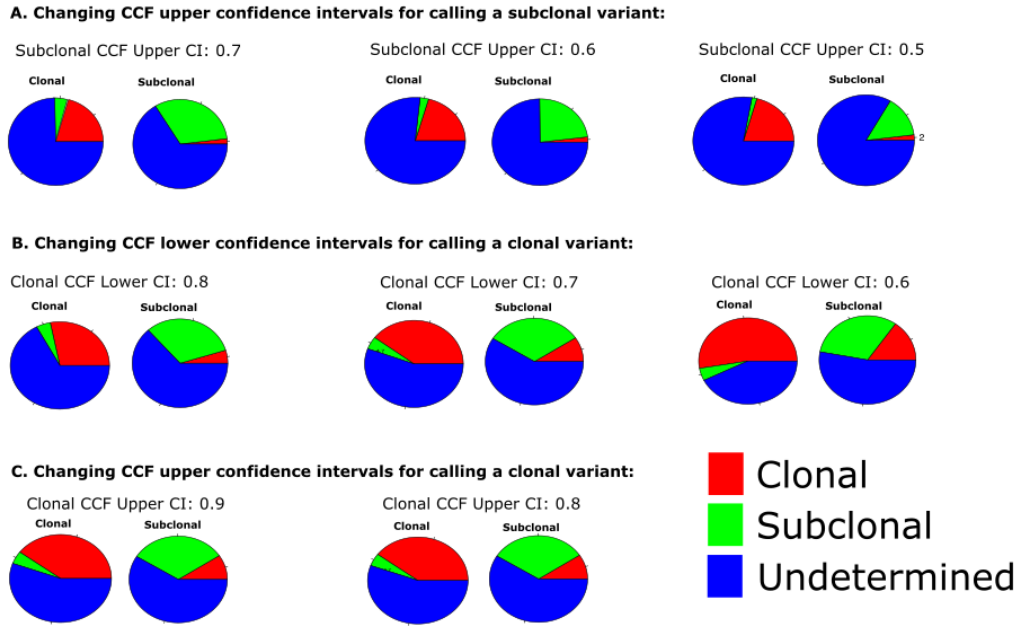 A. Changing CCF upper confidence intervals for calling a subclonal variant:
Subclonal CCF Upper CI: 0.7
Subclonal CCF Upper CI: 0.6
Subclonal CCF Upper CI: 0.5
Clonal
Subclonal
Clonal
Subclonal
Clonal
Subclonal
2
B. Changing CCF lower confidence intervals for calling a clonal variant:
Clonal CCF Lower CI: 0.8
Clonal CCF Lower CI: 0.7
Clonal CCF Lower CI: 0.6
Clonal
Subclonal
Clonal
Subclonal
Clonal
Subclonal
C. Changing CCF upper confidence intervals for calling a clonal variant:
Clonal CCF Upper CI: 0.9
Clonal CCF Upper CI: 0.8
Clonal
Subclonal
Clonal
Subclonal
Clonal
Subclonal
Undetermined